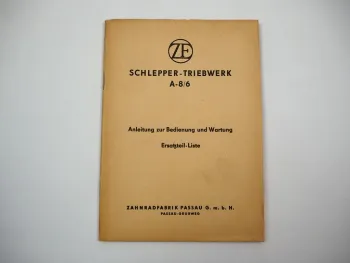 ZF
SCHLEPPER-TRIEBWERK
A-8/6
Anleitung zur Bedienung und Wartung
Ersatzteil-Liste
ZAHNRADFABRIK PASSAU G. m. b. H.
PASSAU-GRUBWEG